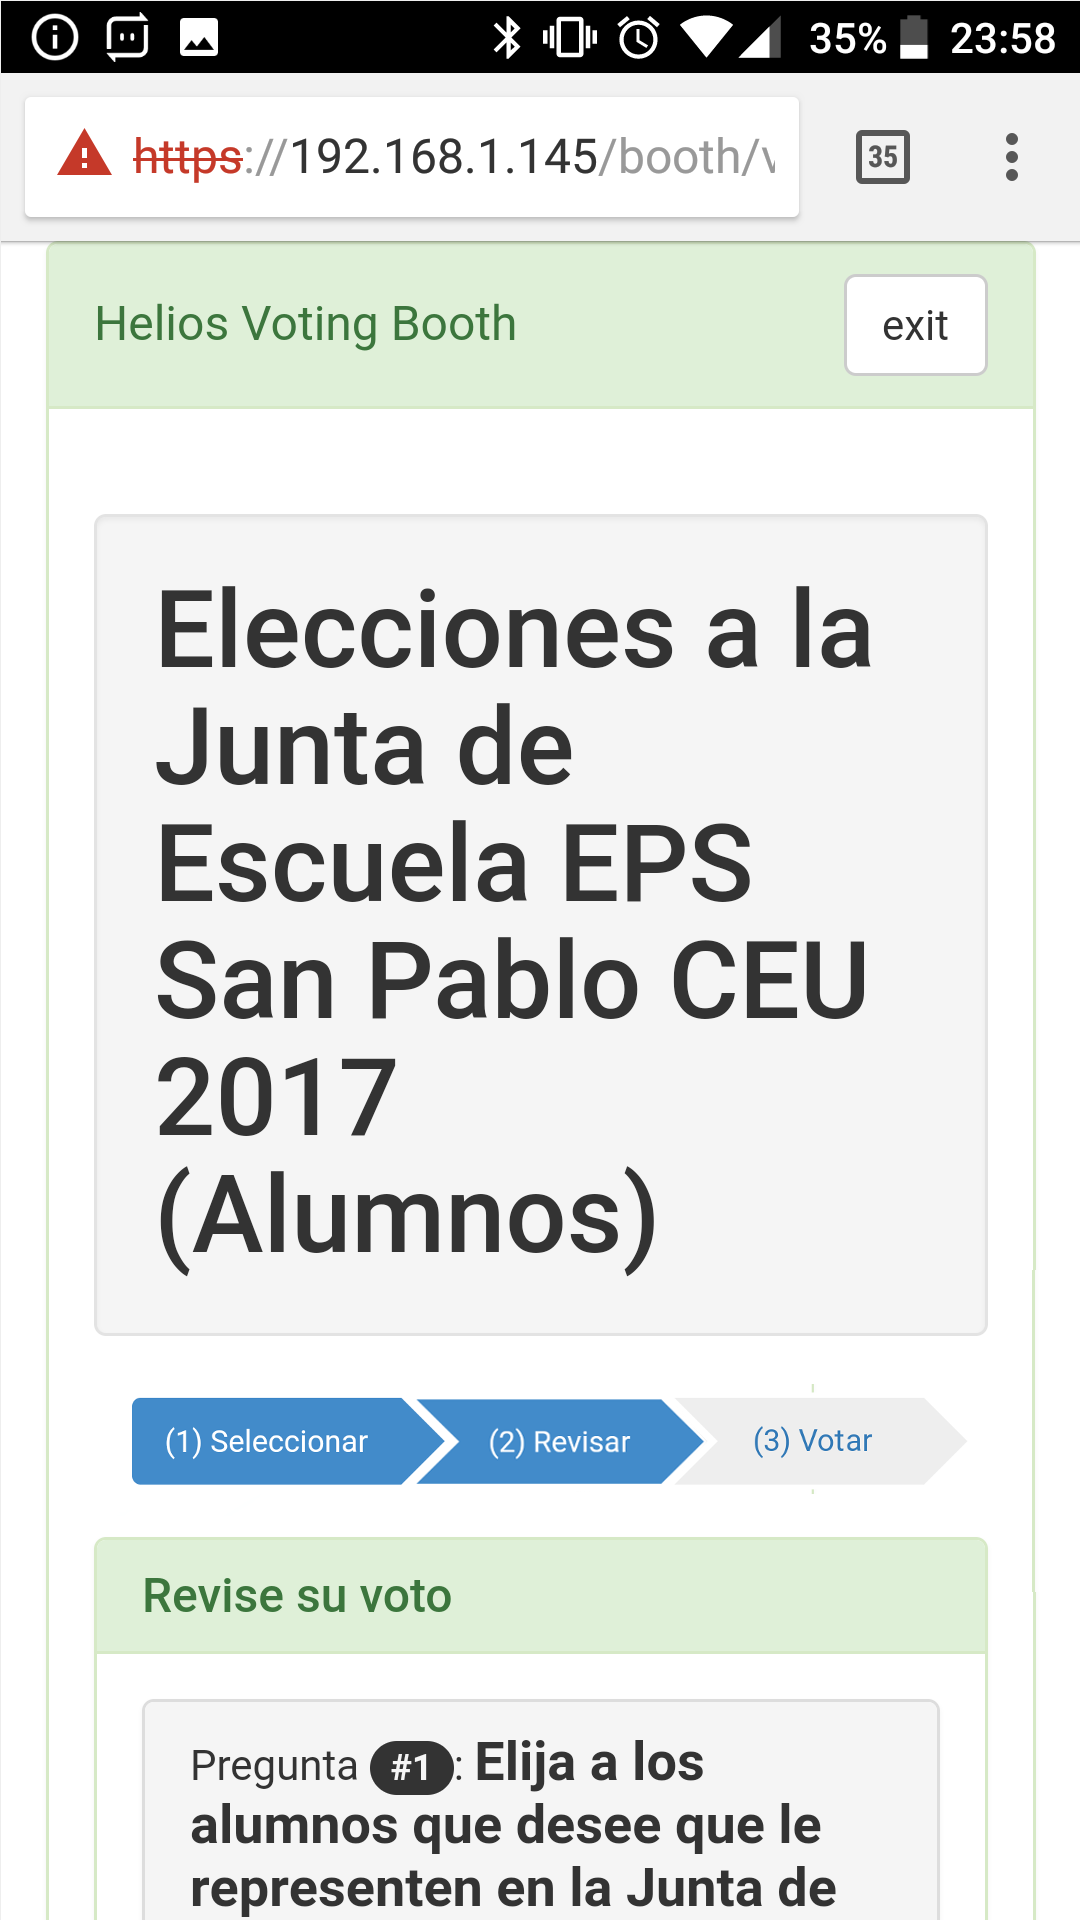 35% 23:58
https://192.168.1.145/booth/v
35
Helios Voting Booth
exit
Elecciones a la
Junta de
Escuela EPS
San Pablo CEU
2017
(Alumnos)
(1) Seleccionar
(2) Revisar
(3) Votar
Revise su voto
Pregunta #1: Elija a los
alumnos que desee que le
representen en la Junta de